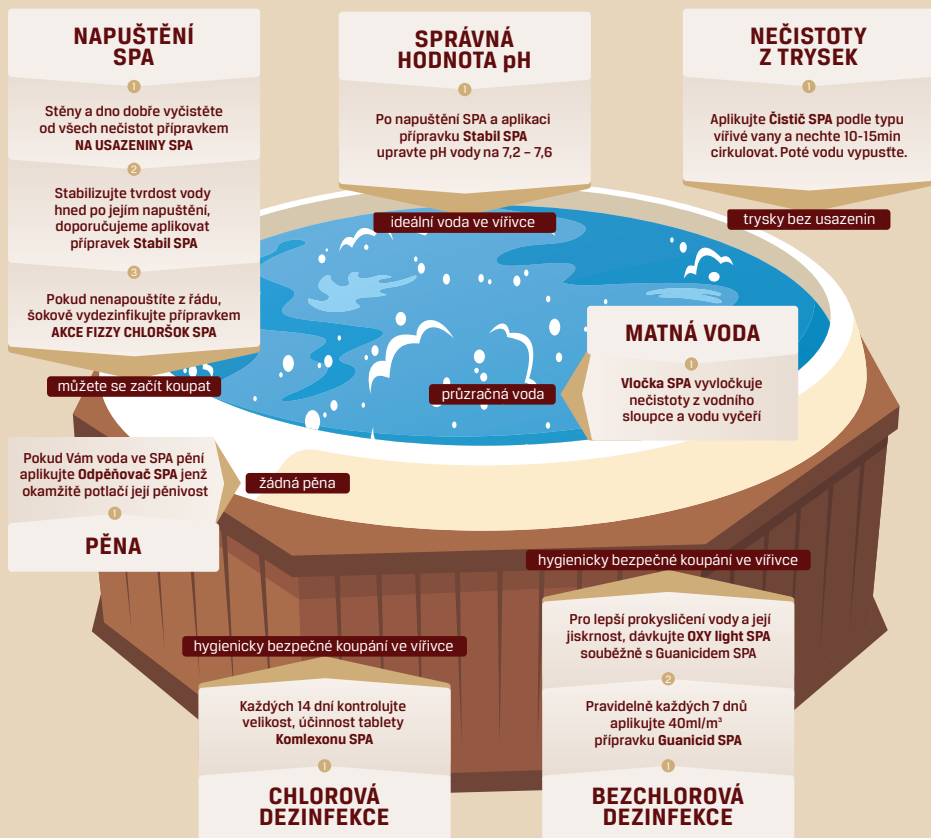 NAPUŠTĚNÍ
SPA
1
Stěny a dno dobře vyčistěte
od všech nečistot přípravkem
NA USAZENINY SPA
2
Stabilizujte tvrdost vody
hned po jejím napuštění,
doporučujeme aplikovat
přípravek Stabil SPA
3
Pokud nenapouštíte z řádu,
šokově vydezinfikujte přípravkem
AKCE FIZZY CHLORŠOK SPA
můžete se začít koupat
SPRÁVNÁ
HODNOTA pH
1
Po napuštění SPA a aplikaci
přípravku Stabil SPA
upravte pH vody na 7,2 – 7,6
ideální voda ve vířivce
NEČISTOTY
Z TRYSEK
1
Aplikujte Čistič SPA podle typu
vířivé vany a nechte 10-15min
cirkulovat. Poté vodu vypusťte.
trysky bez usazenin
MATNÁ VODA
1
Vločka SPA vyvločkuje
nečistoty z vodního
sloupce a vodu vyčeří
průzračná voda
Pokud Vám voda ve SPA pění
aplikujte Odpěňovač SPA jenž
okamžitě potlačí její pěnivost
1
PĚNA
žádná pěna
hygienicky bezpečné koupání ve vířivce
Každých 14 dní kontrolujte
velikost, účinnost tablety
Komlexonu SPA
1
CHLOROVÁ
DEZINFEKCE
hygienicky bezpečné koupání ve vířivce
Pro lepší prokysličení vody a její
jiskrnost, dávkujte OXY light SPA
souběžně s Guanicidem SPA
2
Pravidelně každých 7 dnů
aplikujte 40ml/m³
přípravku Guanicid SPA
1
BEZCHLOROVÁ
DEZINFEKCE